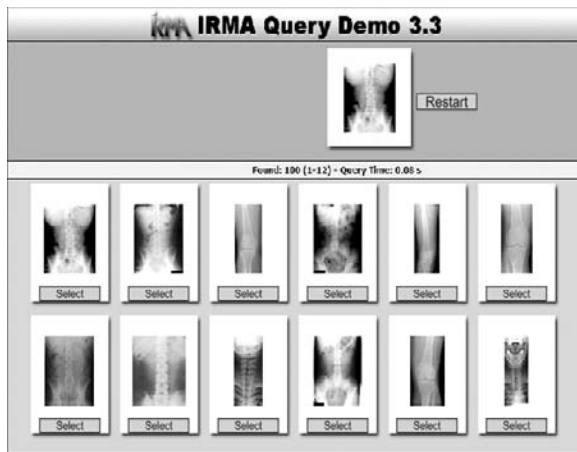 IRMA IRMA Query Demo 3.3
Restart
Found: 100 (1-12) - Query Time: 0.08 s
Select Select Select Select Select Select
Select Select Select Select Select Select